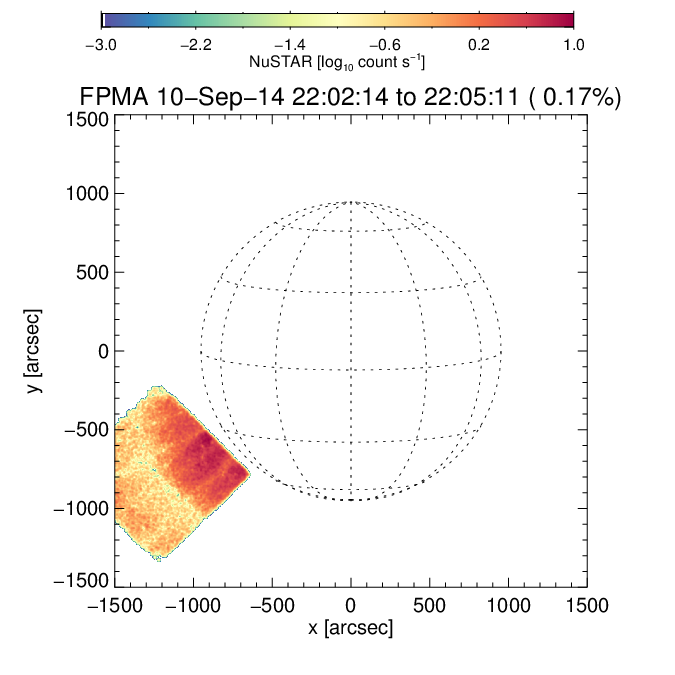 −3.0 −2.2 −1.4 −0.6 0.2 1.0
NuSTAR [log₁₀ count s⁻¹]
FPMA 10−Sep−14 22:02:14 to 22:05:11 ( 0.17%)
1500
1000
500
0
−500
−1000
−1500
y [arcsec]
−1500 −1000 −500 0 500 1000 1500
x [arcsec]